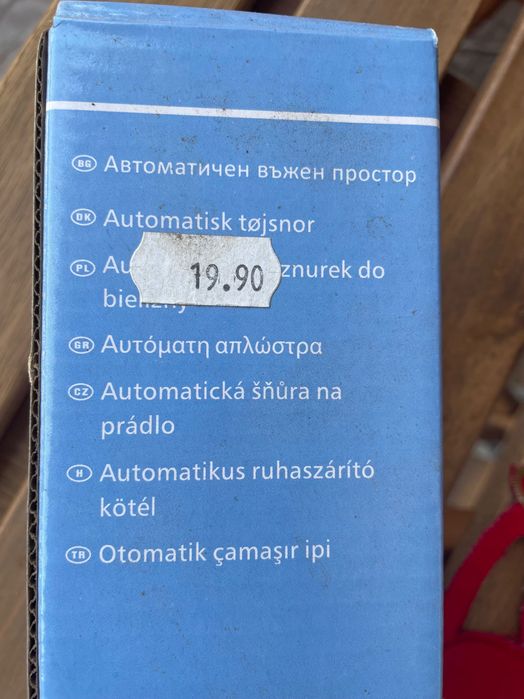 BG Автоматичен въжен простор
DK Automatisk tøjsnor
PL znurek do
19.90
GR Αυτόματη απλώστρα
CZ Automatická šňůra na
prádlo
H Automatikus ruhaszárító
kötél
TR Otomatik çamaşır ipi